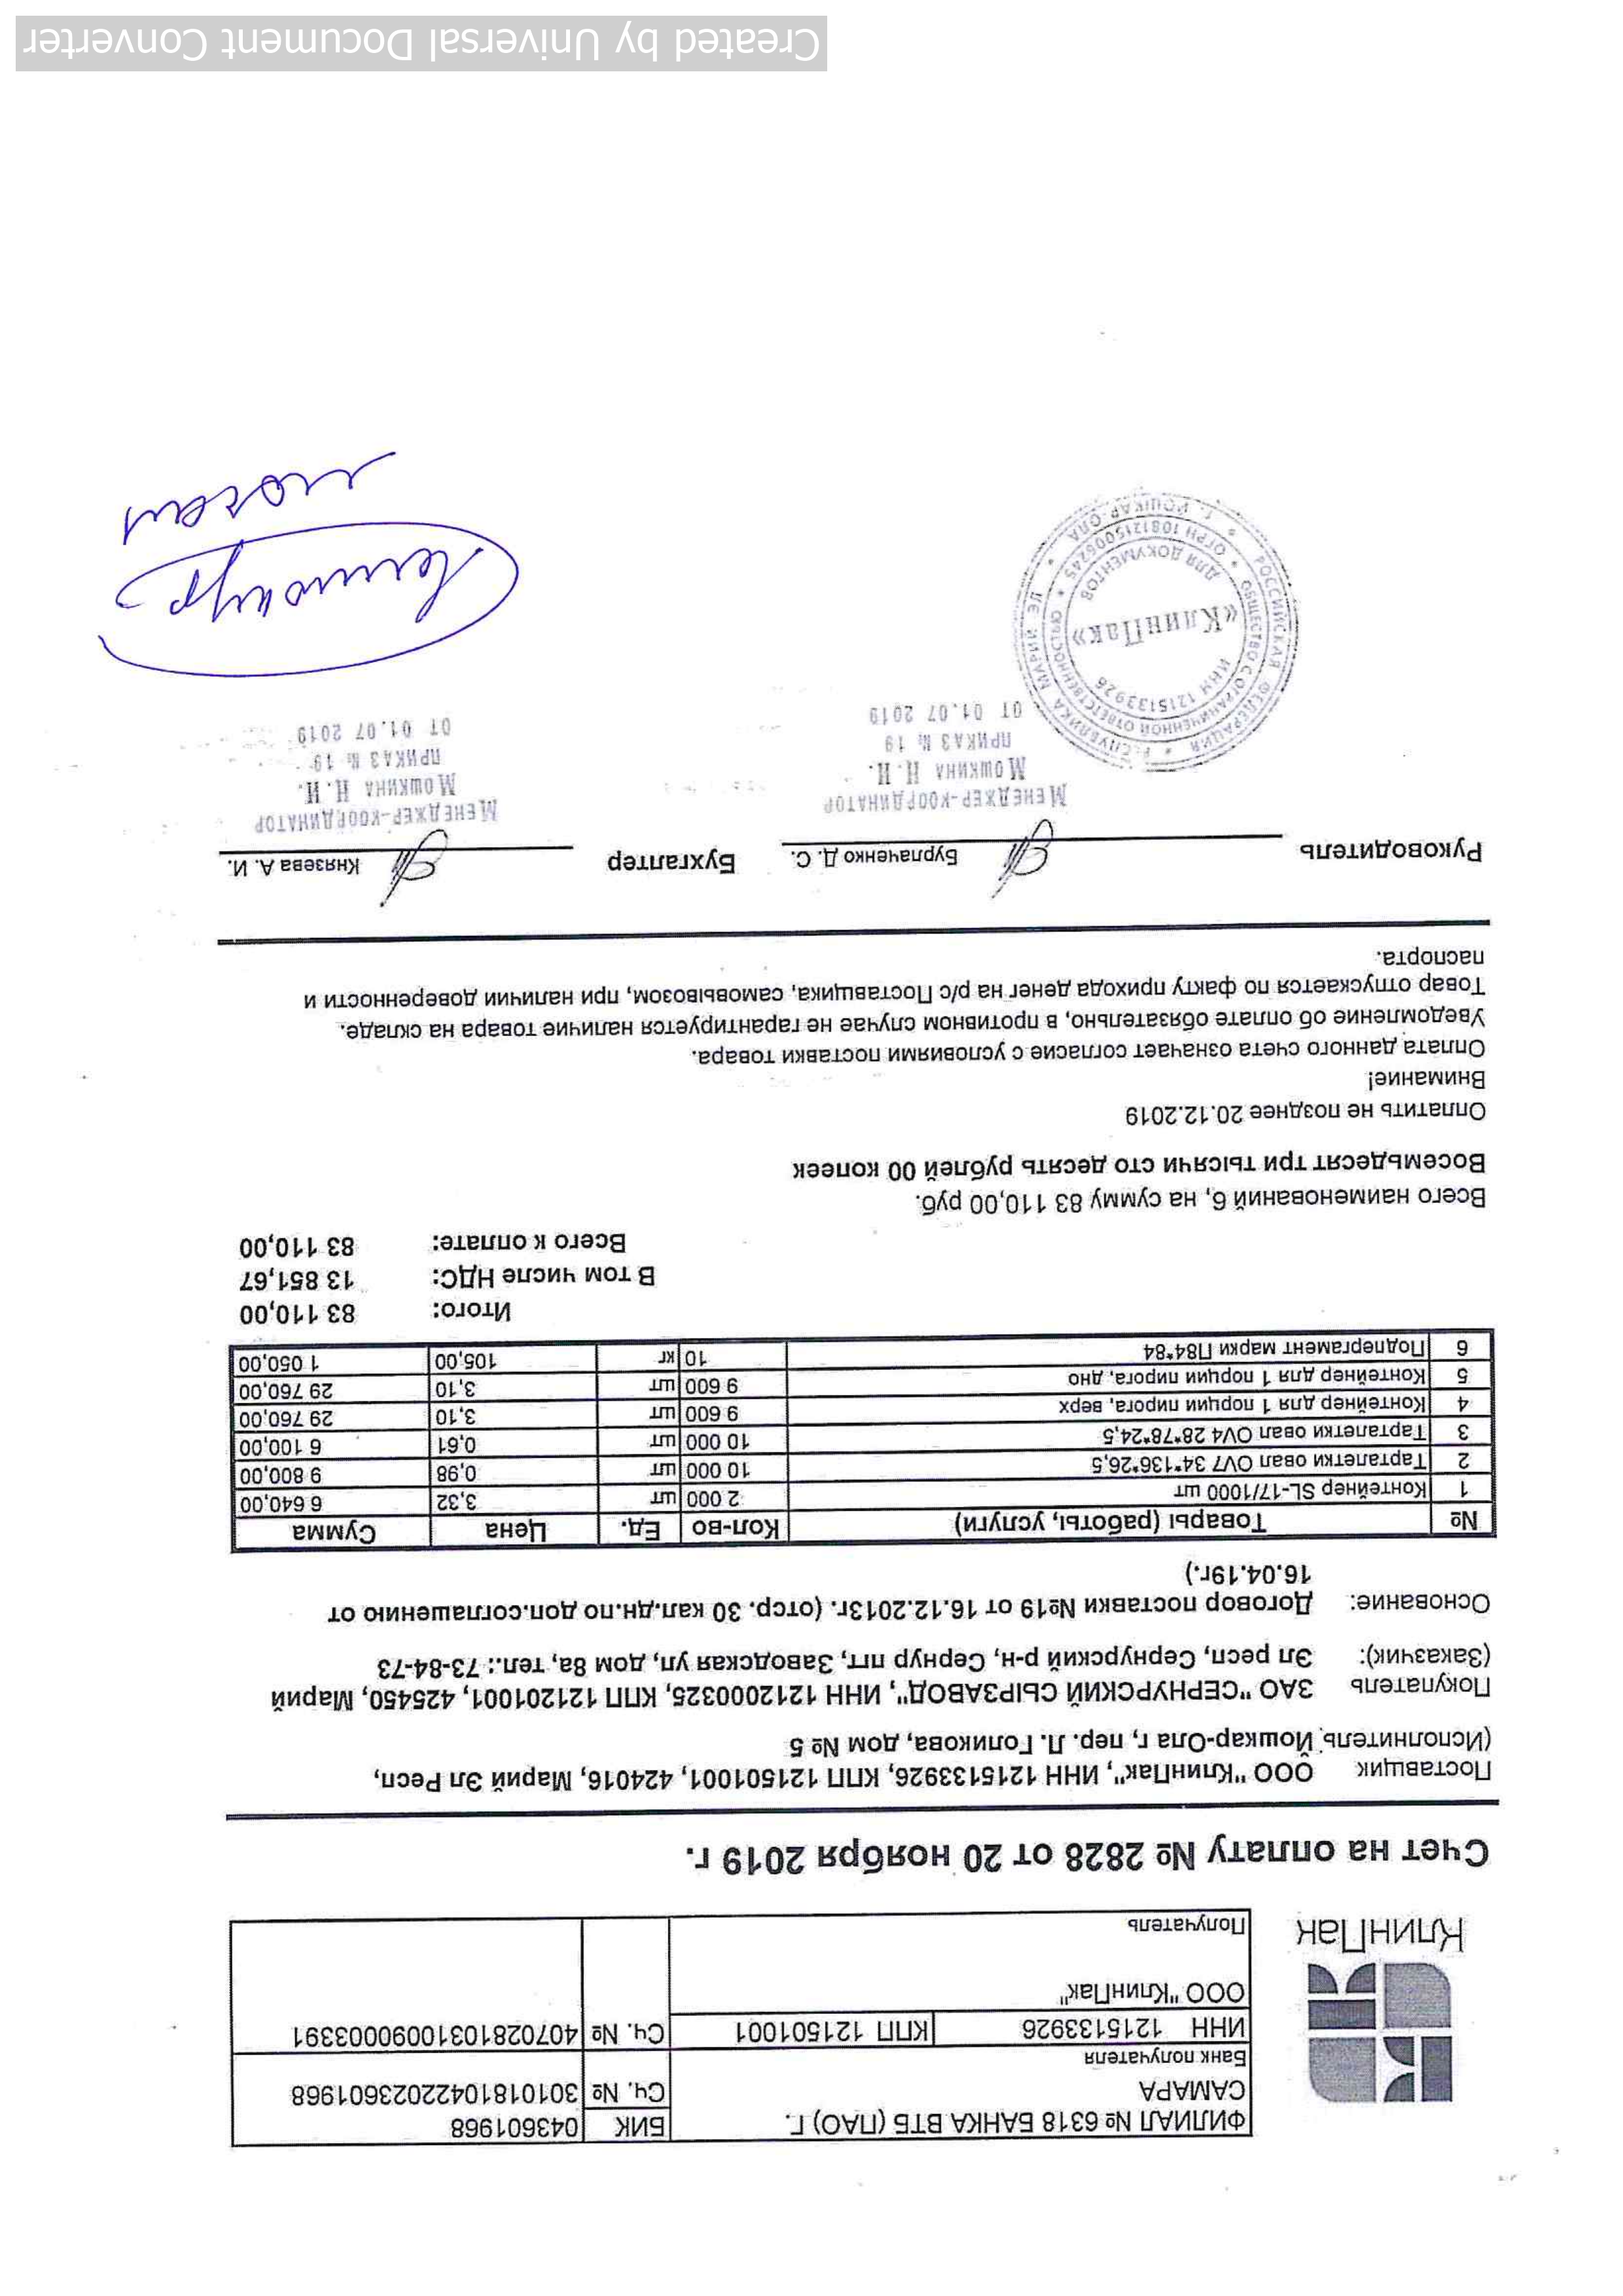 ФИЛИАЛ № 6318 БАНКА ВТБ (ПАО) Г.
САМАРА
БИК 043601968
Сч. № 30101810422023601968
Банк получателя
ИНН 1215133926 КПП 121501001 Сч. № 40702810310090003391
ООО "КлинПак"
Получатель
КлинПак
Счет на оплату № 2828 от 20 ноября 2019 г.
Поставщик ООО "КлинПак", ИНН 1215133926, КПП 121501001, 424016, Марий Эл Респ,
(Исполнитель: Йошкар-Ола г, пер. Л. Голикова, дом № 5
Покупатель ЗАО "СЕРНУРСКИЙ СЫРЗАВОД", ИНН 1212000325, КПП 121201001, 425450, Марий
(Заказчик): Эл респ, Сернурский р-н, Сернур пгт, Заводская ул, дом 8а, тел.: 73-84-73
Основание: Договор поставки №19 от 16.12.2013г. (отср. 30 кал.дн.по доп.соглашению от
16.04.19г.)
№ Товары (работы, услуги) Кол-во Ед. Цена Сумма
1 Контейнер SL-17/1000 шт 2 000 шт 3,32 6 640,00
2 Тарталетки овал OV7 34*136*26,5 10 000 шт 0,98 9 800,00
3 Тарталетки овал OV4 28*78*24,5 10 000 шт 0,61 6 100,00
4 Контейнер для 1 порции пирога, верх 9 600 шт 3,10 29 760,00
5 Контейнер для 1 порции пирога, дно 9 600 шт 3,10 29 760,00
6 Подпергамент марки П84*84 10 кг 105,00 1 050,00
Итого: 83 110,00
В том числе НДС: 13 851,67
Всего к оплате: 83 110,00
Всего наименований 6, на сумму 83 110,00 руб.
Восемьдесят три тысячи сто десять рублей 00 копеек
Оплатить не позднее 20.12.2019
Внимание!
Оплата данного счета означает согласие с условиями поставки товара.
Уведомление об оплате обязательно, в противном случае не гарантируется наличие товара на складе.
Товар отпускается по факту прихода денег на р/с Поставщика, самовывозом, при наличии доверенности и
паспорта.
Руководитель Бурлаченко Д. С. Бухгалтер Князева А. И.
Менеджер-координатор
Мошкина Н.И.
приказ № 19
от 01.07 2019
Менеджер-координатор
Мошкина Н.И.
приказ № 19
от 01.07 2019
РОССИЙСКАЯ ФЕДЕРАЦИЯ * РЕСПУБЛИКА МАРИЙ ЭЛ * Г. ЙОШКАР-ОЛА *
ОБЩЕСТВО С ОГРАНИЧЕННОЙ ОТВЕТСТВЕННОСТЬЮ * ОГРН 1081215006245 *
ИНН 1215133926
«КлинПак»
ДЛЯ ДОКУМЕНТОВ
Created by Universal Document Converter